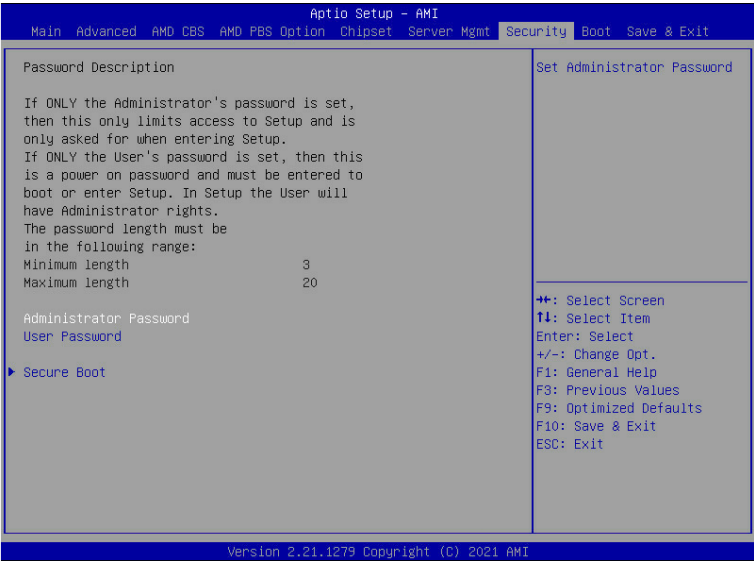 Aptio Setup - AMI
Main Advanced AMD CBS AMD PBS Option Chipset Server Mgmt Security Boot Save & Exit
Password Description
If ONLY the Administrator's password is set,
then this only limits access to Setup and is
only asked for when entering Setup.
If ONLY the User's password is set, then this
is a power on password and must be entered to
boot or enter Setup. In Setup the User will
have Administrator rights.
The password length must be
in the following range:
Minimum length 3
Maximum length 20
Administrator Password
User Password
Secure Boot
Set Administrator Password
→←: Select Screen
↑↓: Select Item
Enter: Select
+/-: Change Opt.
F1: General Help
F3: Previous Values
F9: Optimized Defaults
F10: Save & Exit
ESC: Exit
Version 2.21.1279 Copyright (C) 2021 AMI